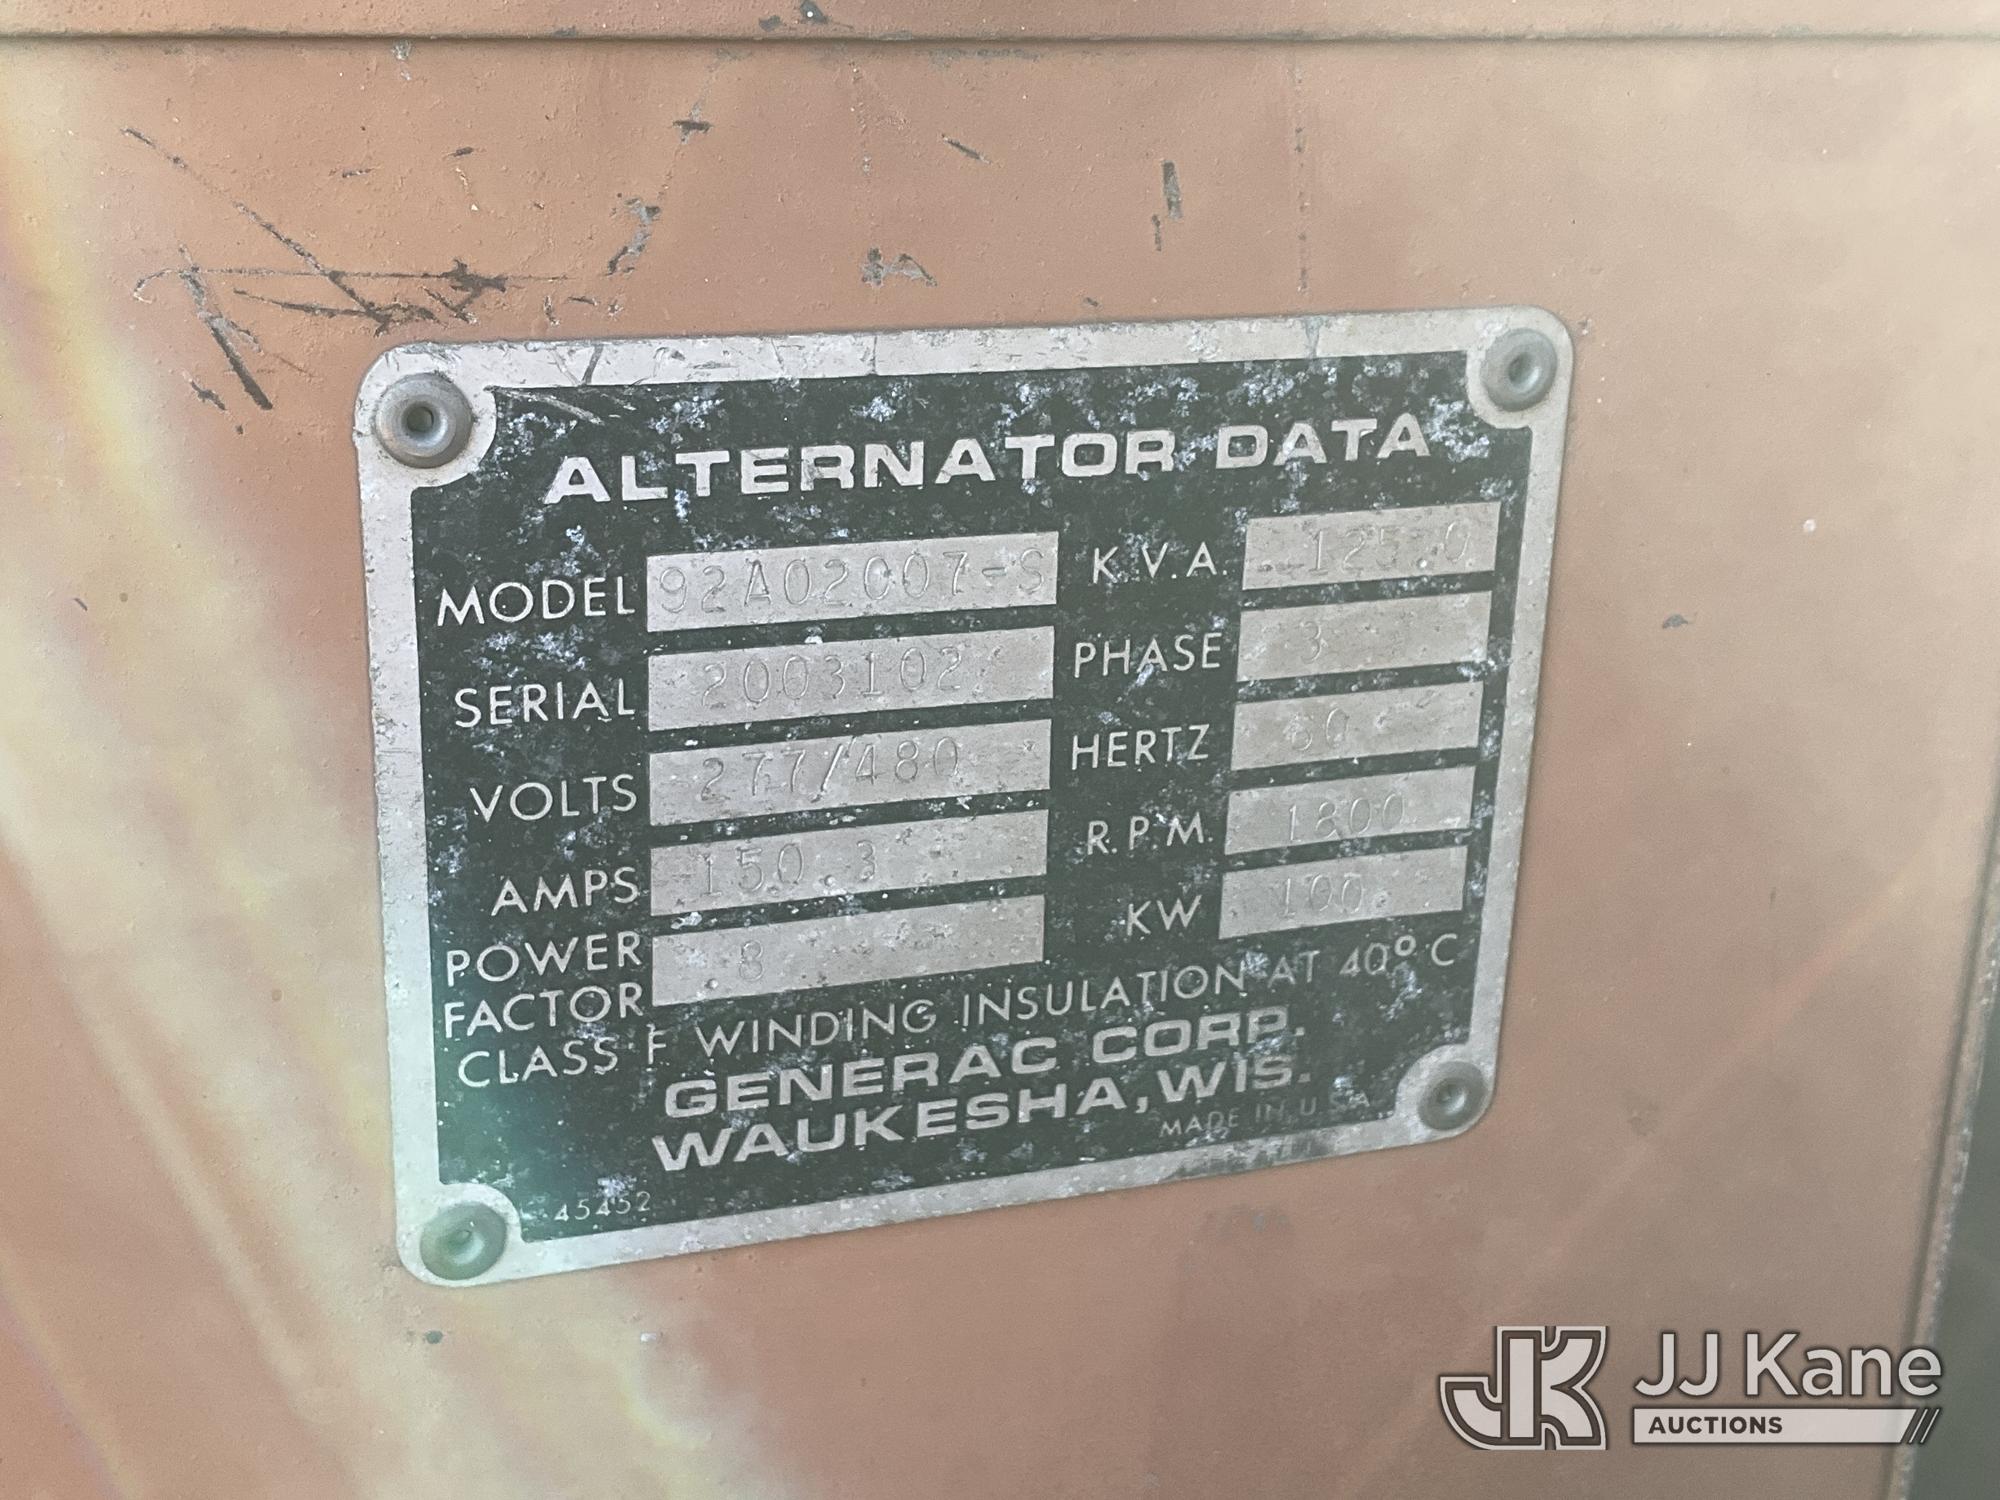 ALTERNATOR DATA
MODEL 92A02007-S
K.V.A. 125.0
SERIAL 2003102
PHASE 3
VOLTS 277/480
HERTZ 60
AMPS 150.3
R.P.M. 1800
POWER FACTOR .8
KW 100
CLASS F WINDING INSULATION AT 40°C
GENERAC CORP.
WAUKESHA, WIS.
MADE IN U.S.A.
45452
JK
JJ Kane
AUCTIONS